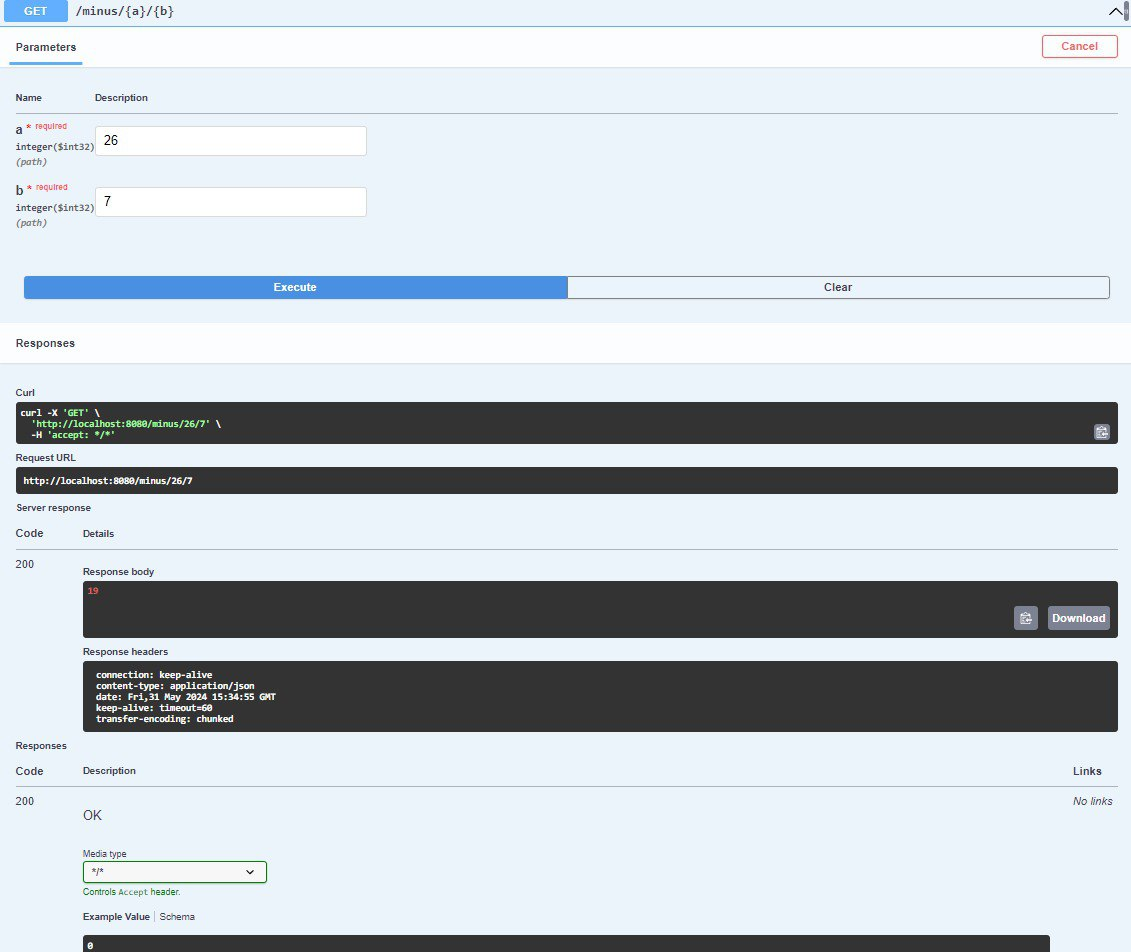 GET /minus/{a}/{b}
Parameters
Cancel
Name Description
a * required
integer($int32)
(path)
26
b * required
integer($int32)
(path)
7
Execute Clear
Responses
Curl
curl -X 'GET' \
'http://localhost:8080/minus/26/7' \
-H 'accept: */*'
Request URL
http://localhost:8080/minus/26/7
Server response
Code Details
200
Response body
19
Download
Response headers
connection: keep-alive
content-type: application/json
date: Fri,31 May 2024 15:34:55 GMT
keep-alive: timeout=60
transfer-encoding: chunked
Responses
Code Description Links
200 No links
OK
Media type
*/*
Controls Accept header.
Example Value Schema
0